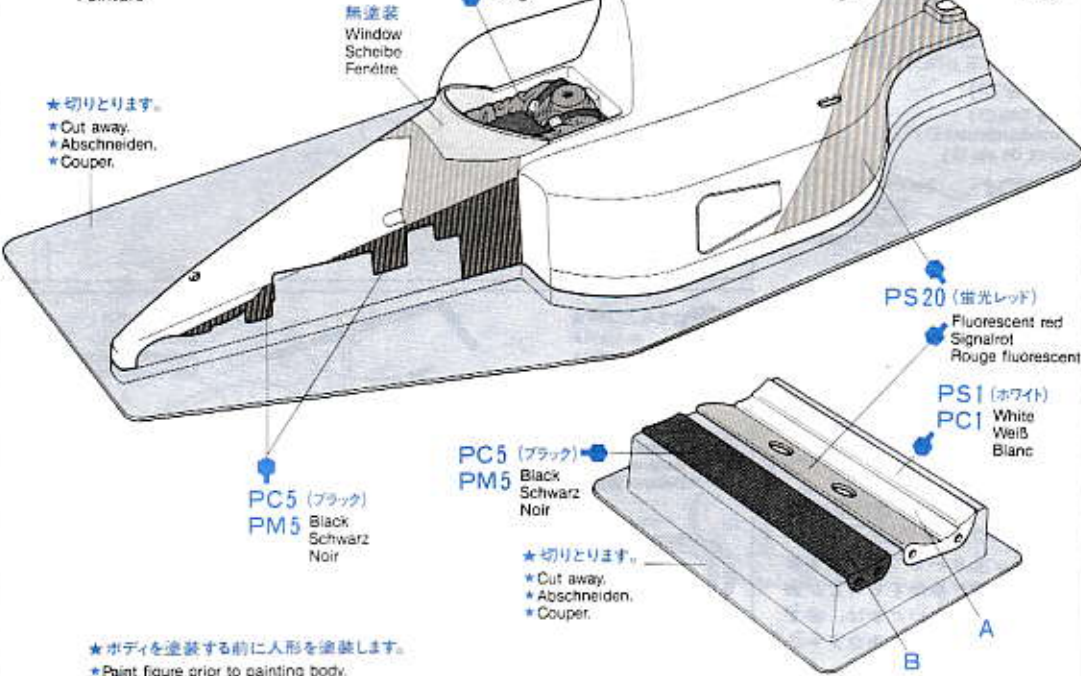 無塗装
Window
Scheibe
Fenêtre
★切りとります。
★Cut away.
★Abschneiden.
★Couper.
PS20 (蛍光レッド)
Fluorescent red
Signalrot
Rouge fluorescent
PS1 (ホワイト)
PC1 White
Weiß
Blanc
PC5 (ブラック)
PM5 Black
Schwarz
Noir
PC5 (ブラック)
PM5 Black
Schwarz
Noir
★切りとります。
★Cut away.
★Abschneiden.
★Couper.
A
B
★ボディを塗装する前に人形を塗装します。
★Paint figure prior to painting body.